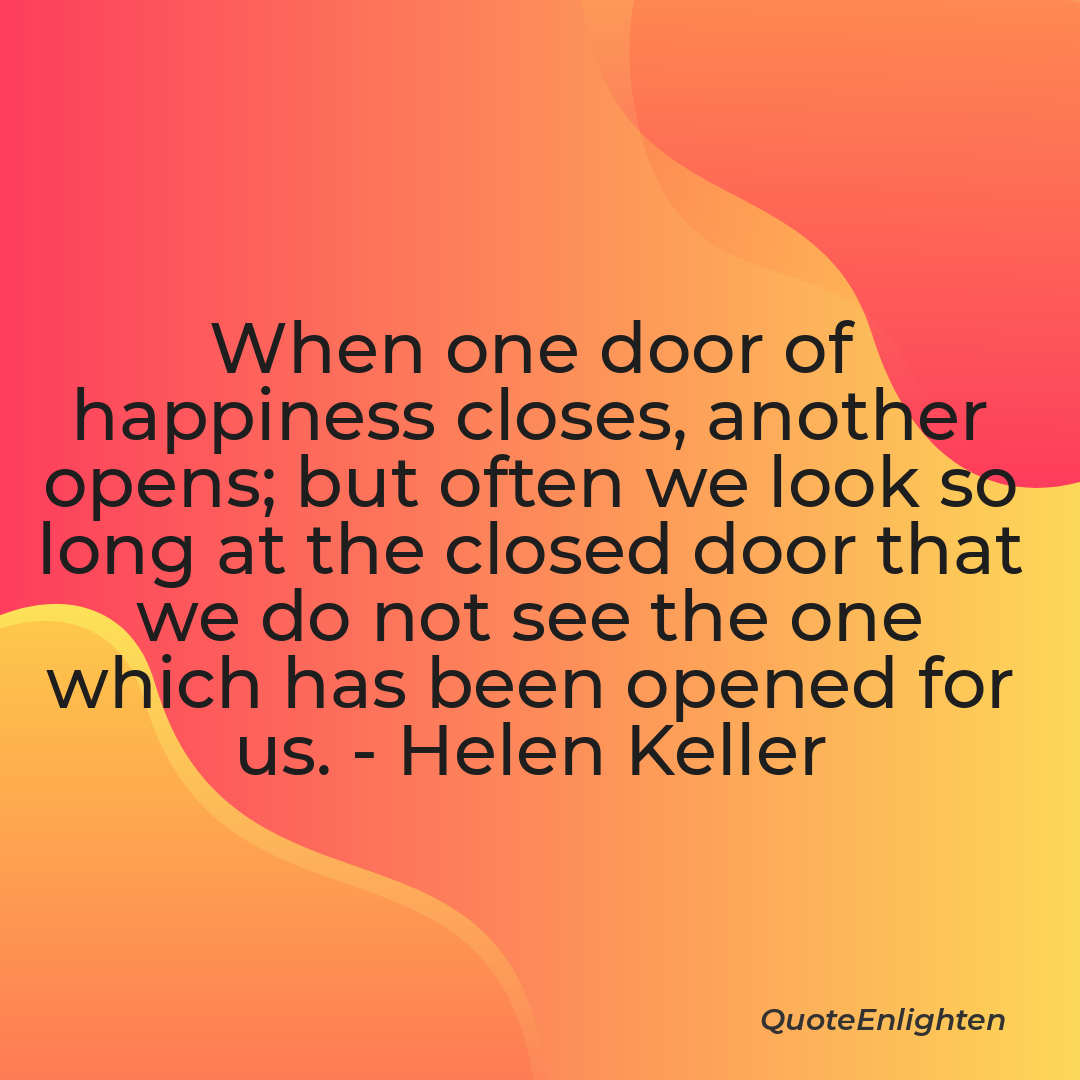 When one door of
happiness closes, another
opens; but often we look so
long at the closed door that
we do not see the one
which has been opened for
us. - Helen Keller
QuoteEnlighten